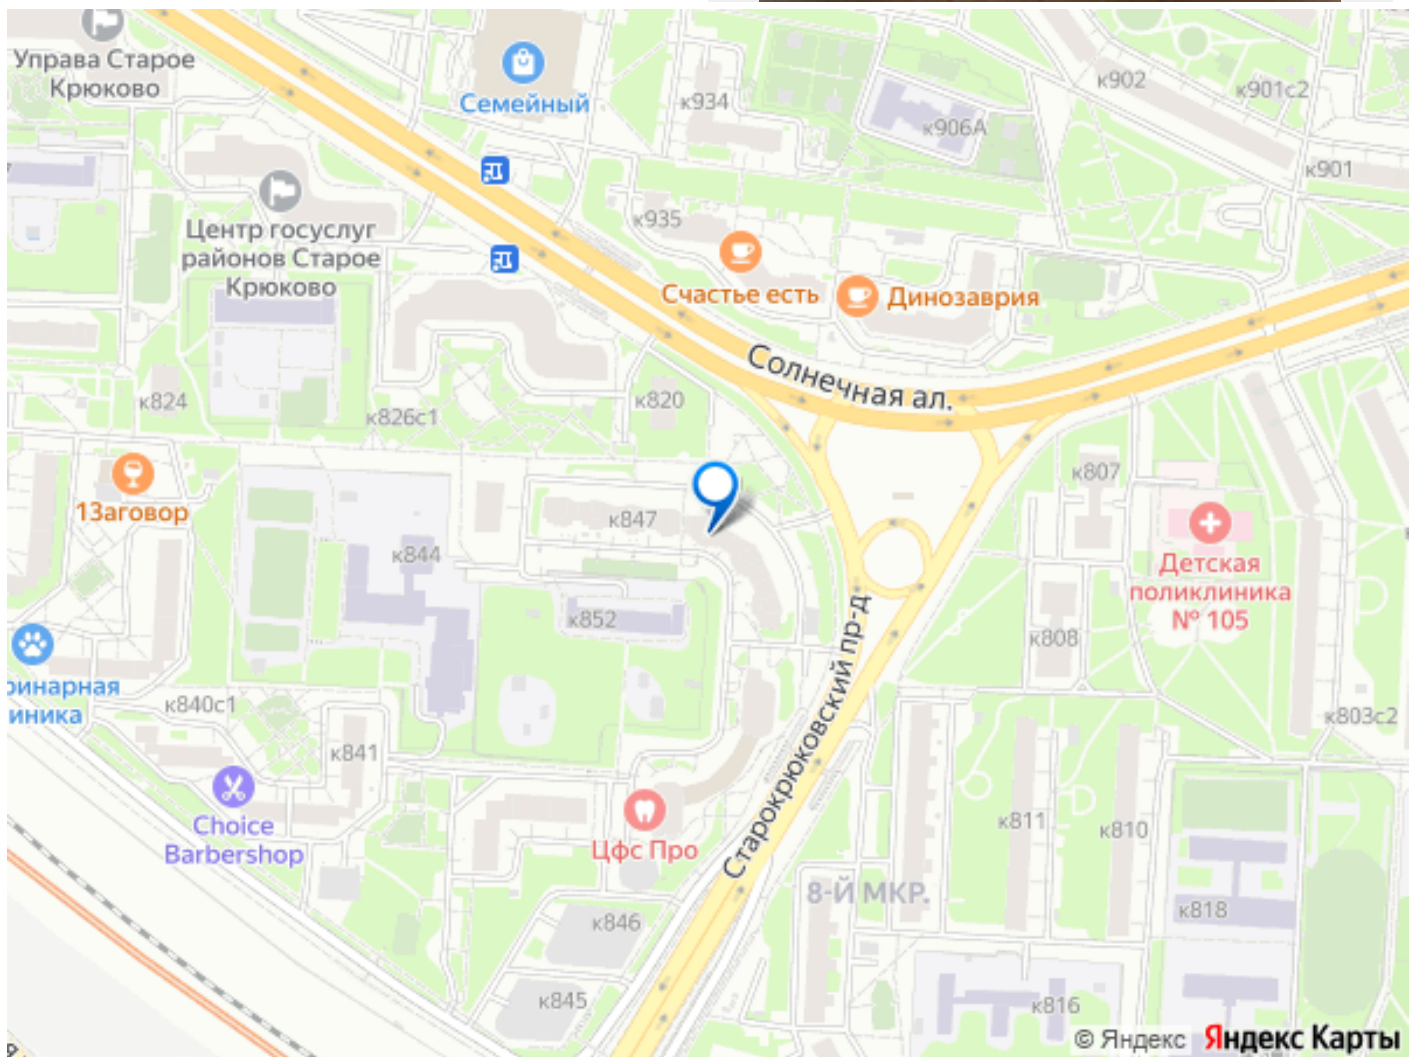 Управа Старое
Крюково
Семейный
к934
к902
к901с2
к906А
к901
Центр госуслуг
районов Старое
Крюково
к935
Счастье есть
Динозаврия
Солнечная ал.
к824
к826с1
к820
13аговор
к847
к807
к844
Детская
поликлиника
№ 105
к852
к808
ринарная
иника
к840с1
к841
к803с2
Старокрюковский пр-д
Choice
Barbershop
Цфс Про
к811
к810
8-Й МКР.
к846
к818
к845
к816
© Яндекс Яндекс Карты